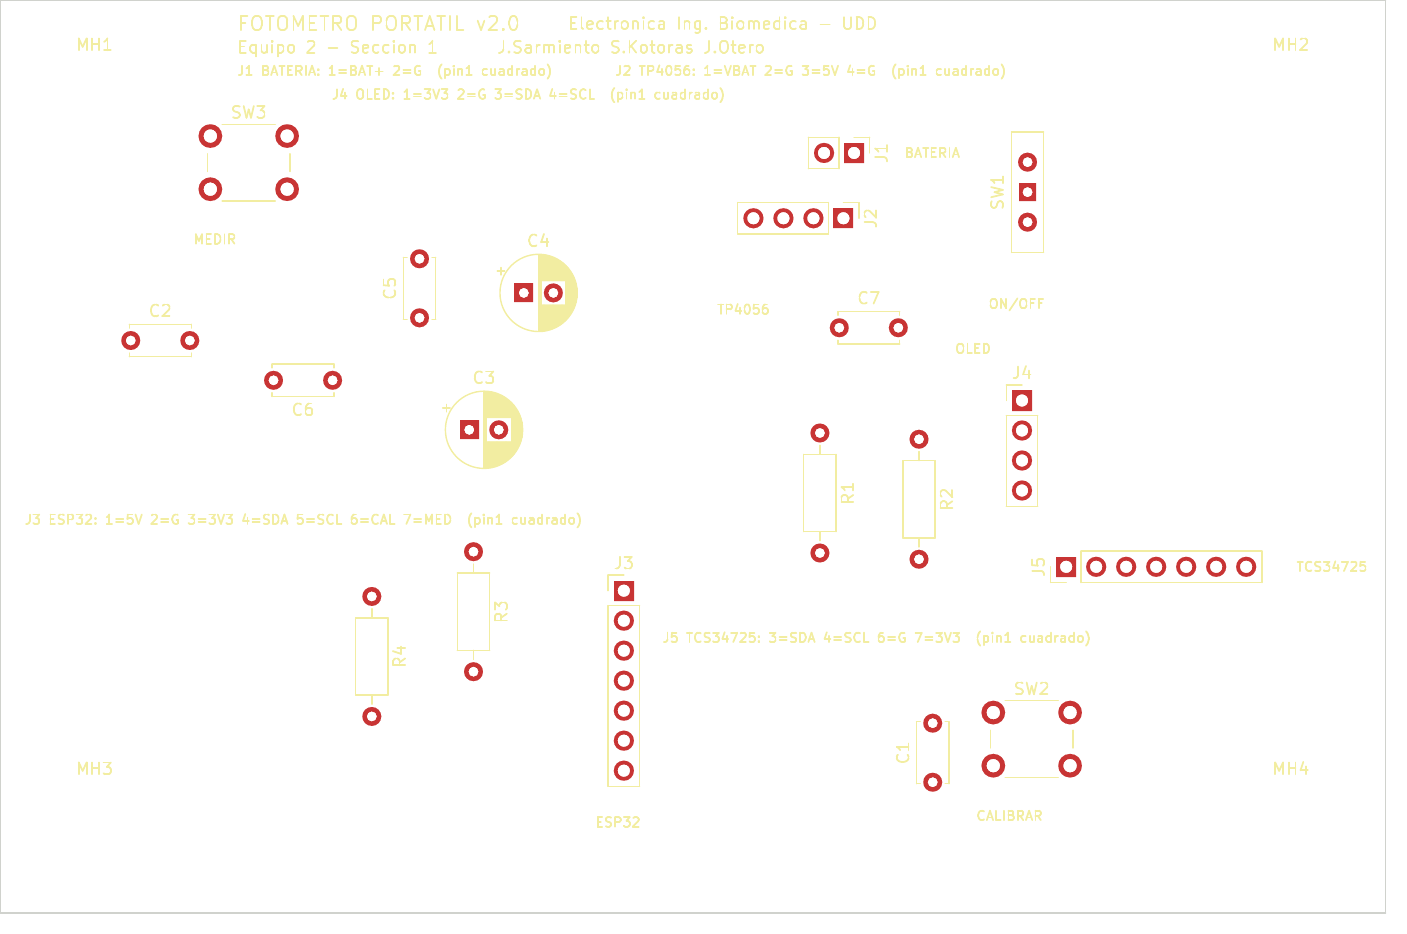 FOTOMETRO PORTATIL v2.0 Electronica Ing. Biomedica - UDD
Equipo 2 - Seccion 1 J.Sarmiento S.Kotoras J.Otero
J1 BATERIA: 1=BAT+ 2=G (pin1 cuadrado) J2 TP4056: 1=VBAT 2=G 3=5V 4=G (pin1 cuadrado)
J4 OLED: 1=3V3 2=G 3=SDA 4=SCL (pin1 cuadrado)
MH1
MH2
SW3
J1
BATERIA
SW1
J2
MEDIR
C4
+
C5
C7
ON/OFF
TP4056
C2
OLED
J4
C6
C3
+
R1
R2
J3 ESP32: 1=5V 2=G 3=3V3 4=SDA 5=SCL 6=CAL 7=MED (pin1 cuadrado)
J3
J5
TCS34725
R3
R4
J5 TCS34725: 3=SDA 4=SCL 6=G 7=3V3 (pin1 cuadrado)
SW2
C1
MH3
MH4
CALIBRAR
ESP32